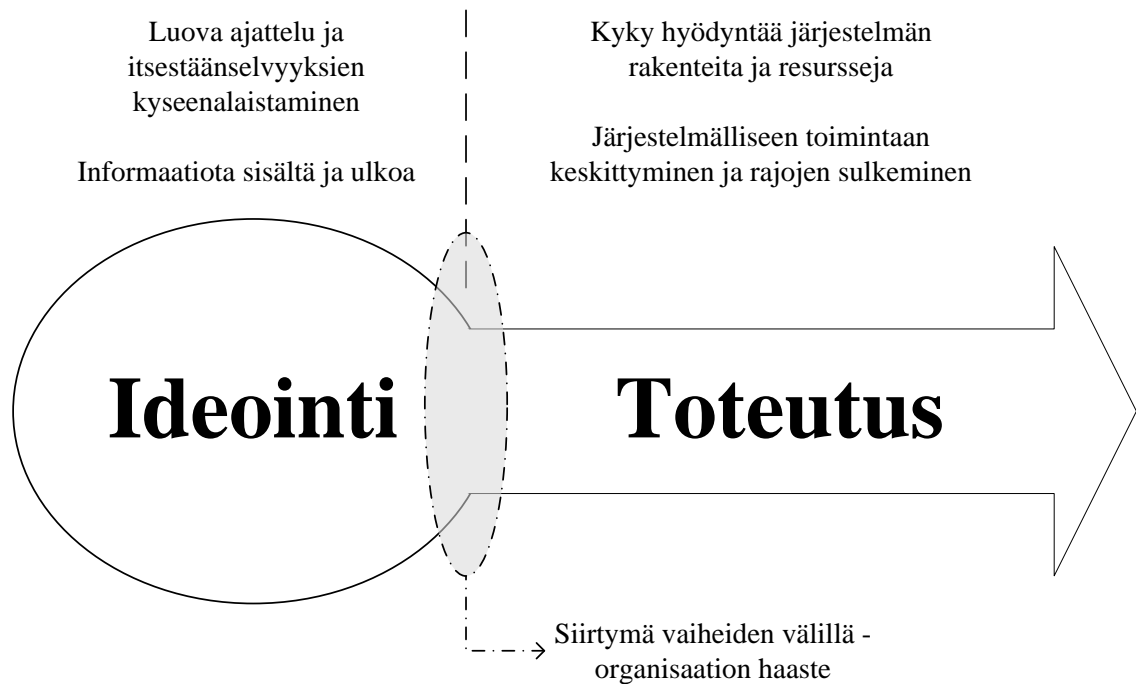 Luova ajattelu ja
itsestäänselvyyksien
kyseenalaistaminen
Informaatiota sisältä ja ulkoa
Kyky hyödyntää järjestelmän
rakenteita ja resursseja
Järjestelmälliseen toimintaan
keskittyminen ja rajojen sulkeminen
Ideointi
Toteutus
Siirtymä vaiheiden välillä -
organisaation haaste